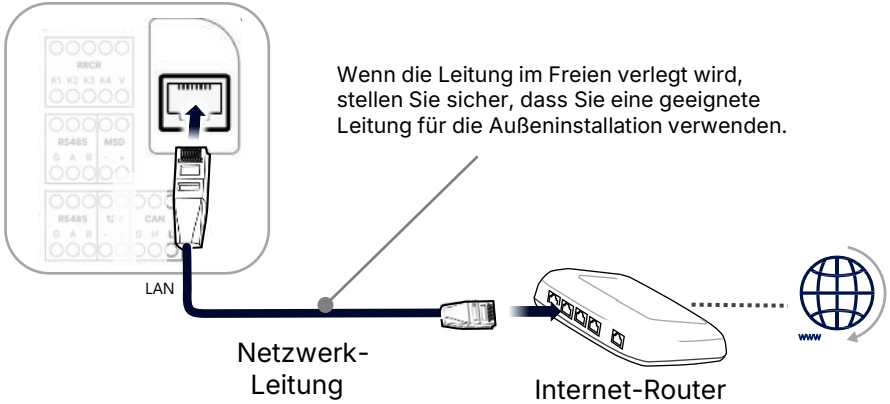 RRCR
K1 K2 K3 K4 V
RS485 MSD
G A B - +
RS485 12V CAN
G A B - - G H L
Wenn die Leitung im Freien verlegt wird,
stellen Sie sicher, dass Sie eine geeignete
Leitung für die Außeninstallation verwenden.
LAN
Netzwerk-
Leitung
Internet-Router
www